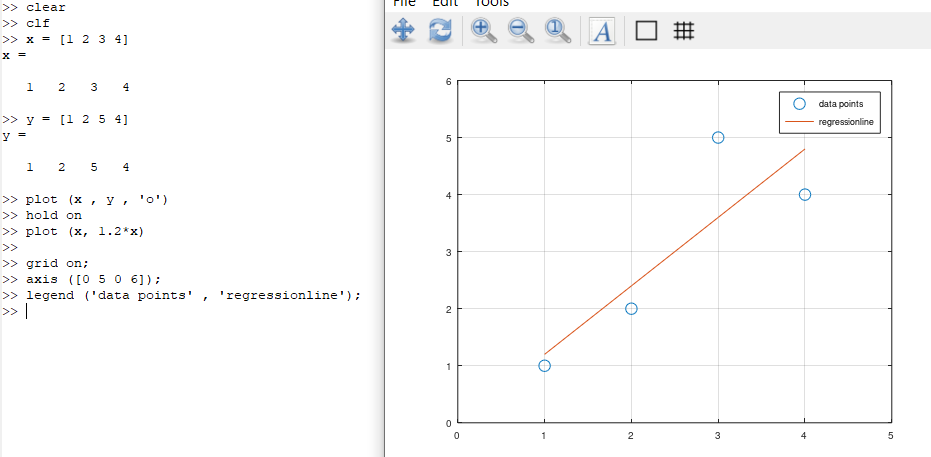 >> clear
>> clf
>> x = [1 2 3 4]
x =
1 2 3 4
>> y = [1 2 5 4]
y =
1 2 5 4
>> plot (x , y , 'o')
>> hold on
>> plot (x, 1.2*x)
>>
>> grid on;
>> axis ([0 5 0 6]);
>> legend ('data points' , 'regressionline');
>>
File Edit Tools
1
A
6
data points
regressionline
5
4
3
2
1
0
0 1 2 3 4 5